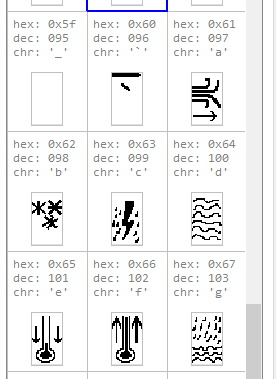 hex: 0x5f
dec: 095
chr: '_'
hex: 0x60
dec: 096
chr: '`'
hex: 0x61
dec: 097
chr: 'a'
hex: 0x62
dec: 098
chr: 'b'
hex: 0x63
dec: 099
chr: 'c'
hex: 0x64
dec: 100
chr: 'd'
hex: 0x65
dec: 101
chr: 'e'
hex: 0x66
dec: 102
chr: 'f'
hex: 0x67
dec: 103
chr: 'g'